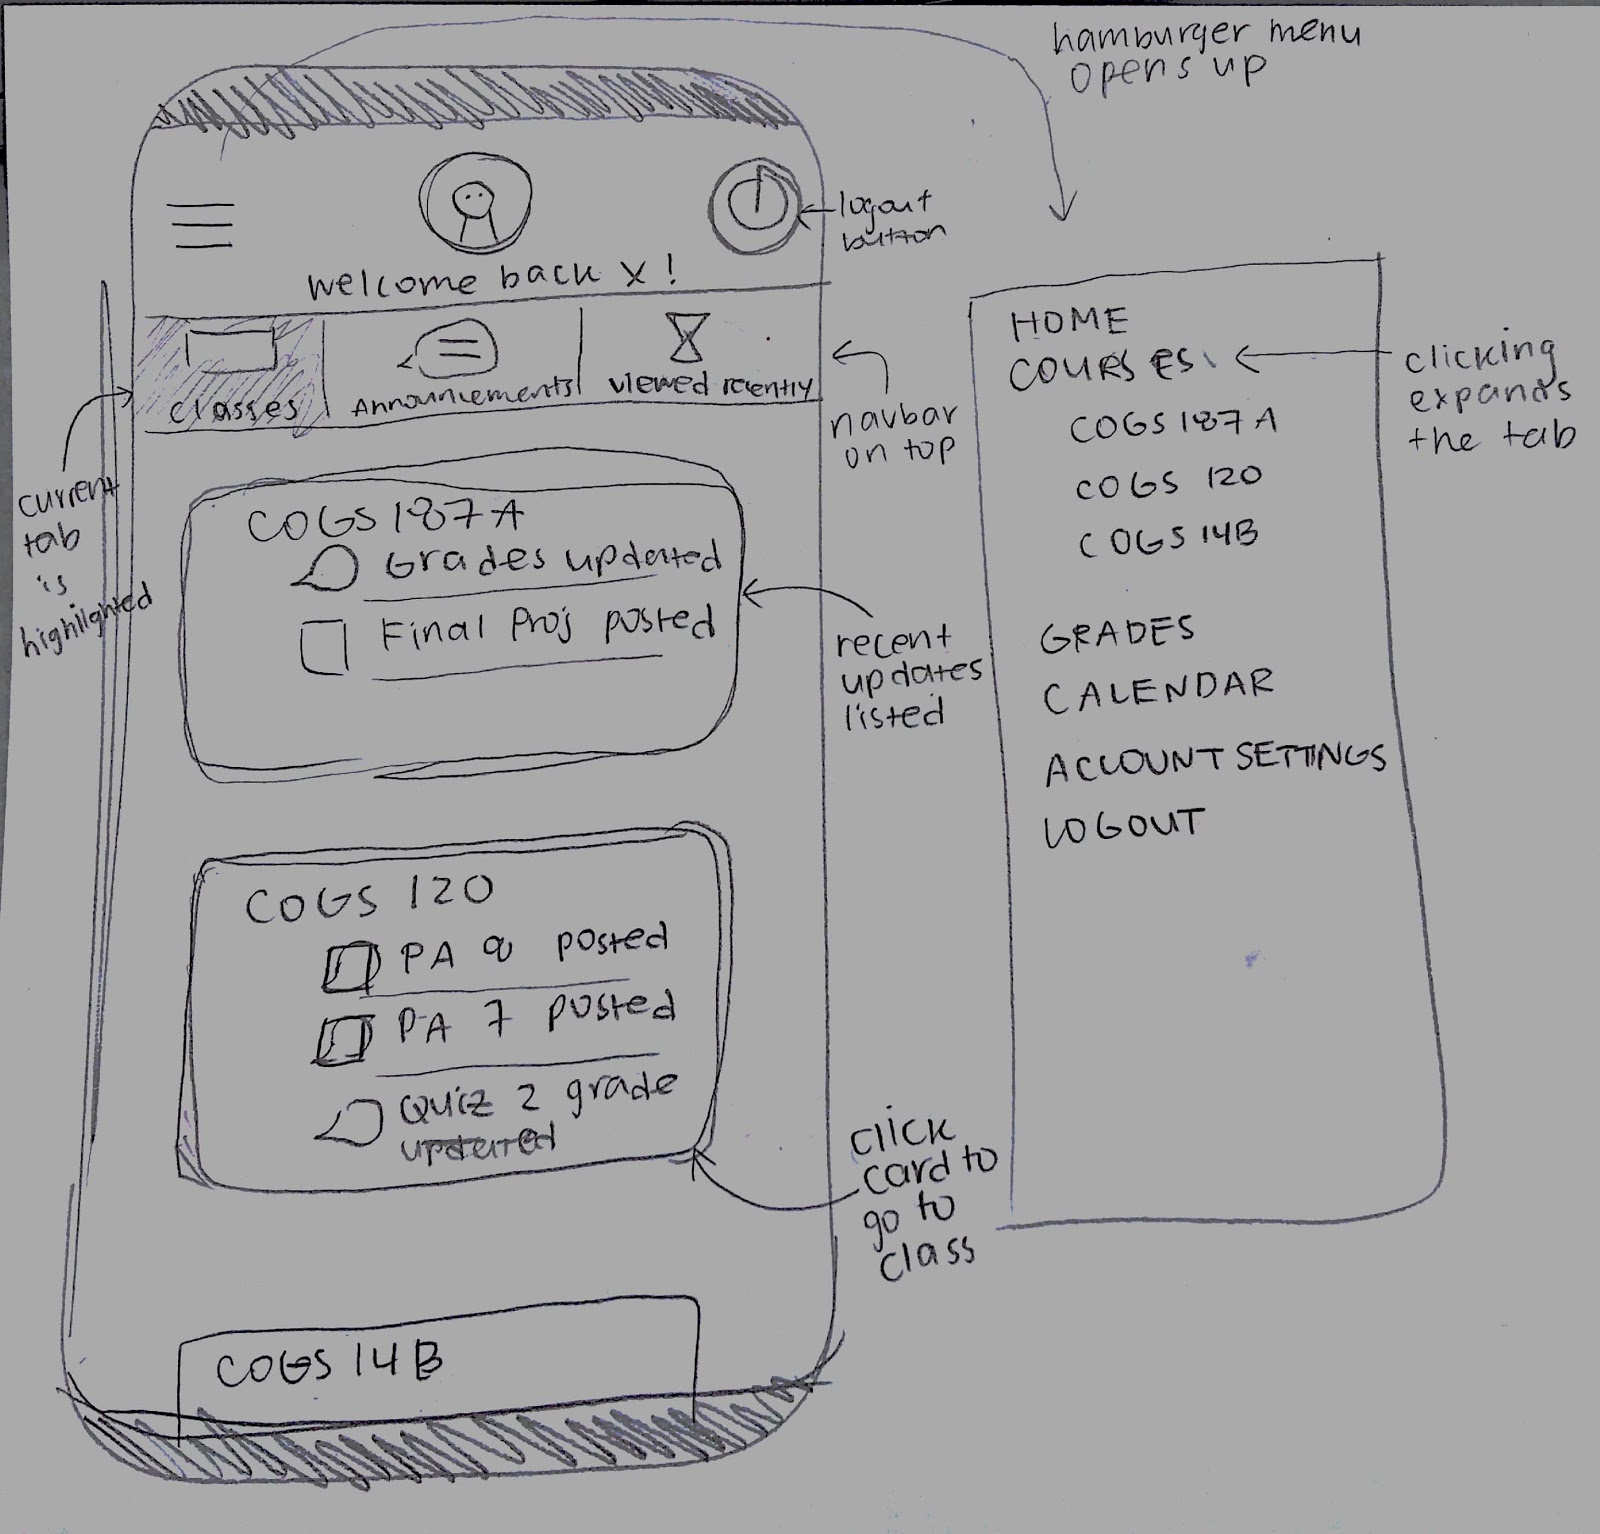 hamburger menu
opens up
logout
button
welcome back x !
classes
Announcements
viewed recently
navbar
on top
current
tab
is
highlighted
COGS 187A
Grades updated
Final Proj posted
recent
updates
listed
COGS 120
PA 8 posted
PA 7 posted
Quiz 2 grade
updated
click
card to
go to
class
COGS 14B
HOME
COURSES
clicking
expands
the tab
COGS 187A
COGS 120
COGS 14B
GRADES
CALENDAR
ACCOUNT SETTINGS
LOGOUT